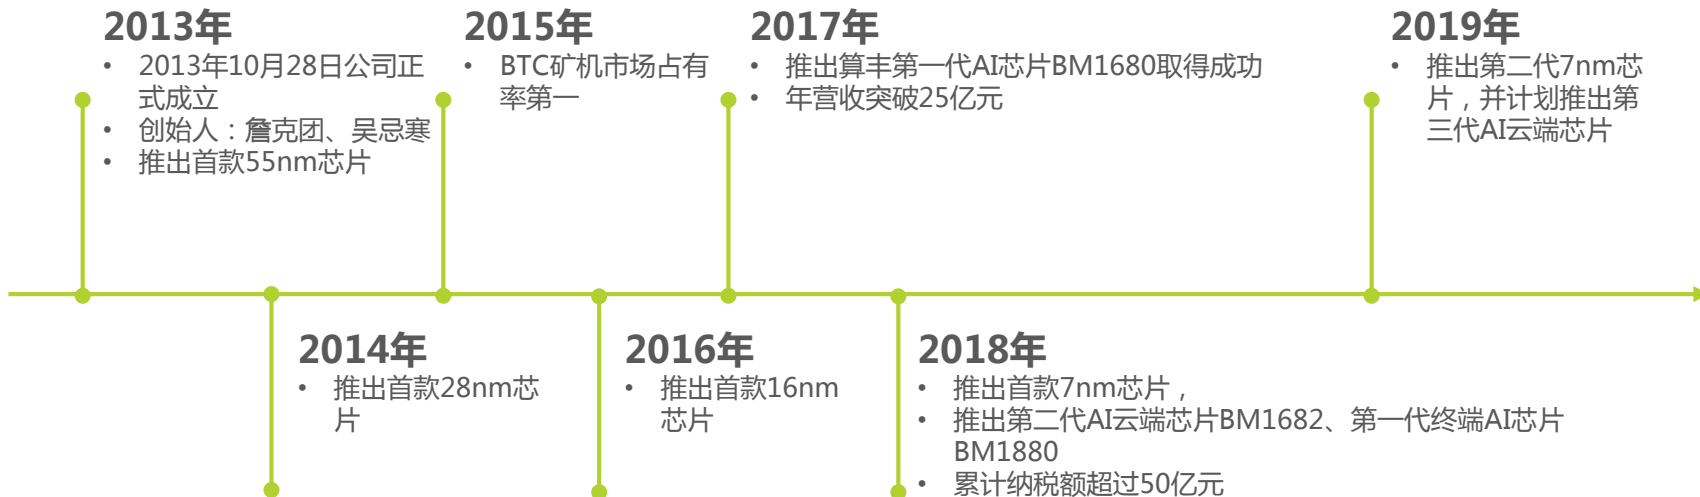 2013年
• 2013年10月28日公司正
式成立
• 创始人：詹克团、吴忌寒
• 推出首款55nm芯片
2014年
• 推出首款28nm芯
片
2015年
• BTC矿机市场占有
率第一
2016年
• 推出首款16nm
芯片
2017年
• 推出算丰第一代AI芯片BM1680取得成功
• 年营收突破25亿元
2018年
• 推出首款7nm芯片，
• 推出第二代AI云端芯片BM1682、第一代终端AI芯片
BM1880
• 累计纳税额超过50亿元
2019年
• 推出第二代7nm芯
片，并计划推出第
三代AI云端芯片